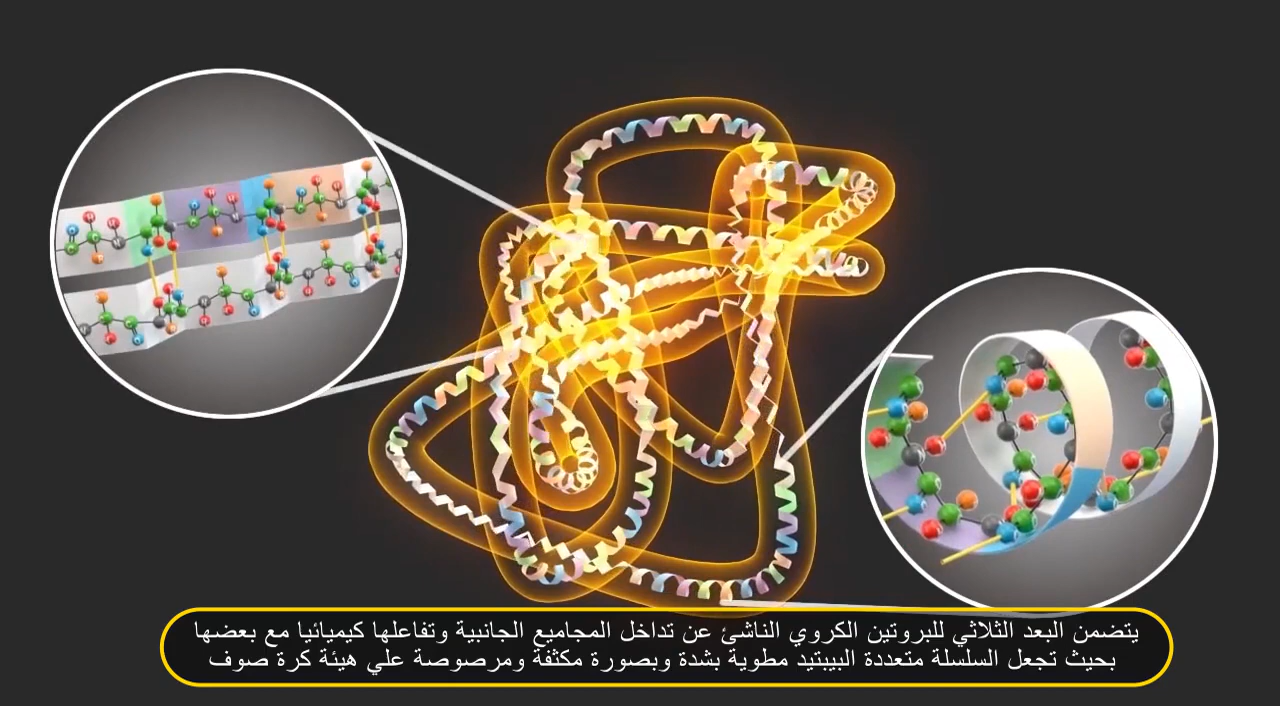 يتضمن البعد الثلاثي للبروتين الكروي الناشئ عن تداخل المجاميع الجانبية وتفاعلها كيميائيا مع بعضها
بحيث تجعل السلسلة متعددة البيبتيد مطوية بشدة وبصورة مكثفة ومرصوصة علي هيئة كرة صوف